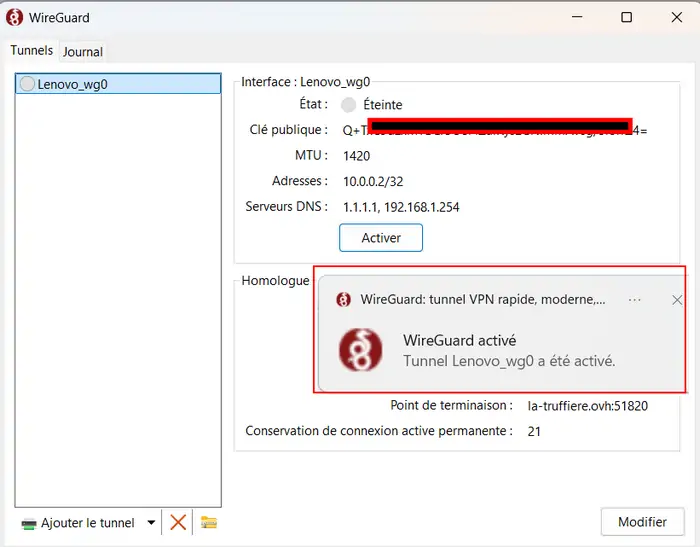 WireGuard
Tunnels
Journal
Lenovo_wg0
Interface : Lenovo_wg0
État :
Éteinte
Clé publique :
Q+T 4=
MTU :
1420
Adresses :
10.0.0.2/32
Serveurs DNS :
1.1.1.1, 192.168.1.254
Activer
Homologue
WireGuard: tunnel VPN rapide, moderne,...
WireGuard activé
Tunnel Lenovo_wg0 a été activé.
Point de terminaison :
la-truffiere.ovh:51820
Conservation de connexion active permanente :
21
Ajouter le tunnel
Modifier